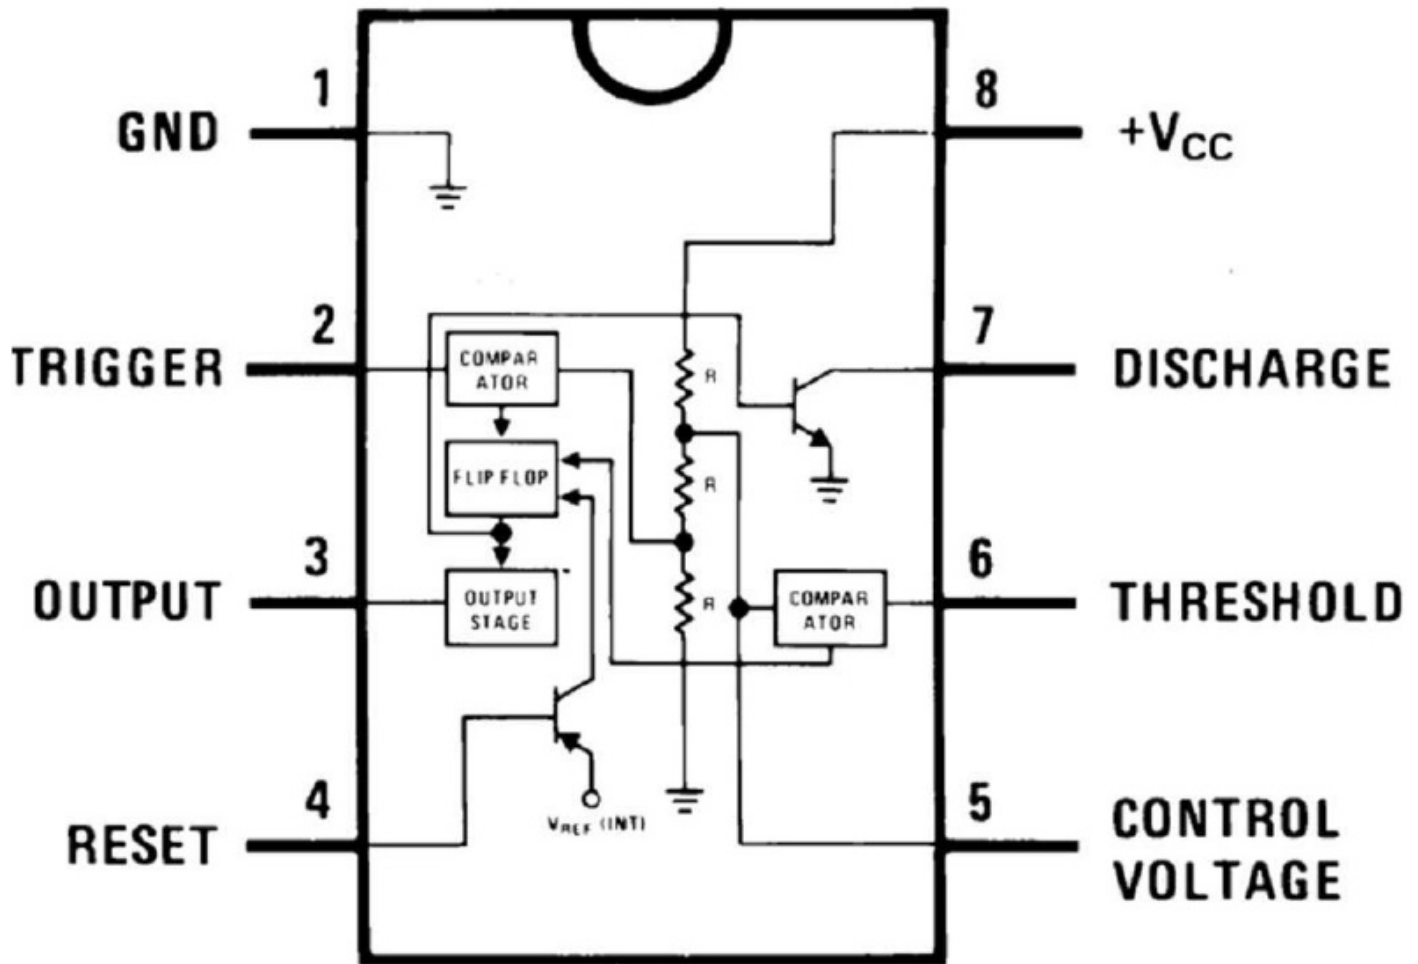 1
GND
8
+VCC
2
TRIGGER
7
DISCHARGE
COMPAR
ATOR
R
FLIP FLOP
R
3
OUTPUT
OUTPUT
STAGE
R
COMPAR
ATOR
6
THRESHOLD
4
RESET
VREF (INT)
5
CONTROL
VOLTAGE